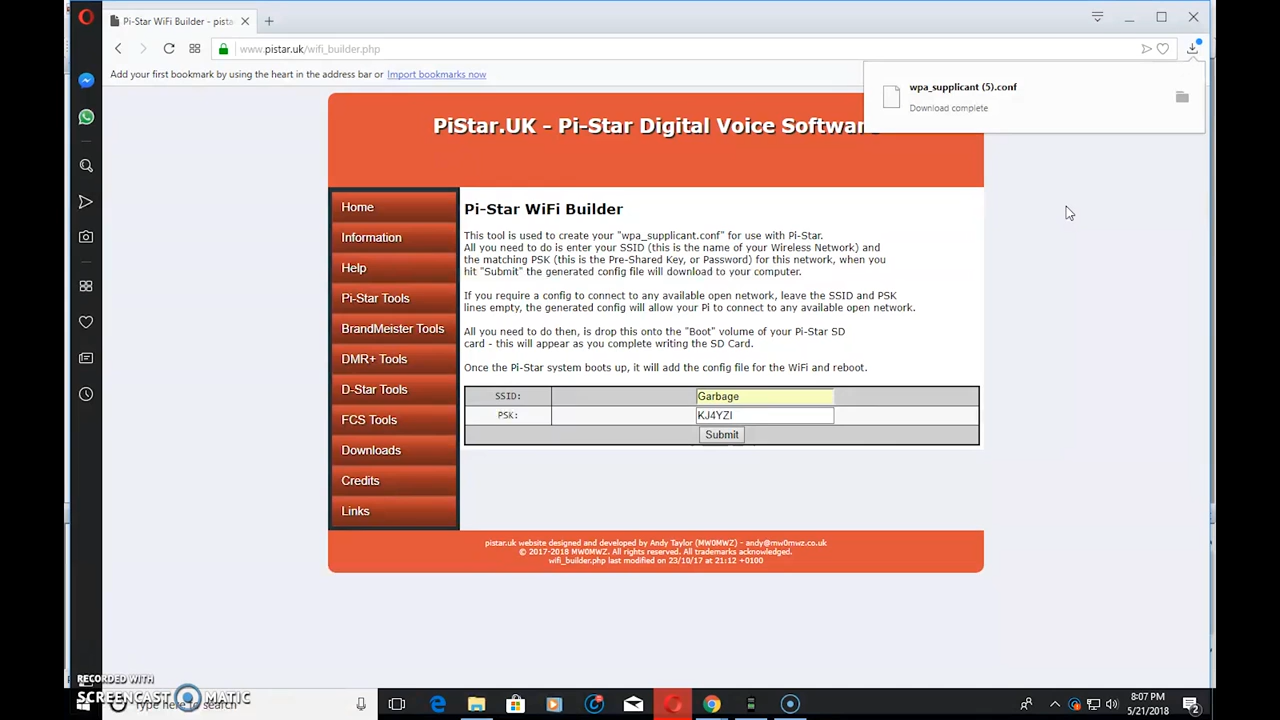 Pi-Star WiFi Builder - pista
www.pistar.uk/wifi_builder.php
Add your first bookmark by using the heart in the address bar or Import bookmarks now
wpa_supplicant (5).conf
Download complete
PiStar.UK - Pi-Star Digital Voice Software
Home
Information
Help
Pi-Star Tools
BrandMeister Tools
DMR+ Tools
D-Star Tools
FCS Tools
Downloads
Credits
Links
Pi-Star WiFi Builder
This tool is used to create your "wpa_supplicant.conf" for use with Pi-Star.
All you need to do is enter your SSID (this is the name of your Wireless Network) and
the matching PSK (this is the Pre-Shared Key, or Password) for this network, when you
hit "Submit" the generated config file will download to your computer.
If you require a config to connect to any available open network, leave the SSID and PSK
lines empty, the generated config will allow your Pi to connect to any available open network.
All you need to do then, is drop this onto the "Boot" volume of your Pi-Star SD
card - this will appear as you complete writing the SD Card.
Once the Pi-Star system boots up, it will add the config file for the WiFi and reboot.
SSID: Garbage
PSK: KJ4YZI
Submit
pistar.uk website designed and developed by Andy Taylor (MW0MWZ) - andy@mw0mwz.co.uk
© 2017-2018 MW0MWZ. All rights reserved. All trademarks acknowledged.
wifi_builder.php last modified on 23/10/17 at 21:12 +0100
RECORDED WITH
SCREENCAST MATIC
Type here to search
8:07 PM
5/21/2018
2